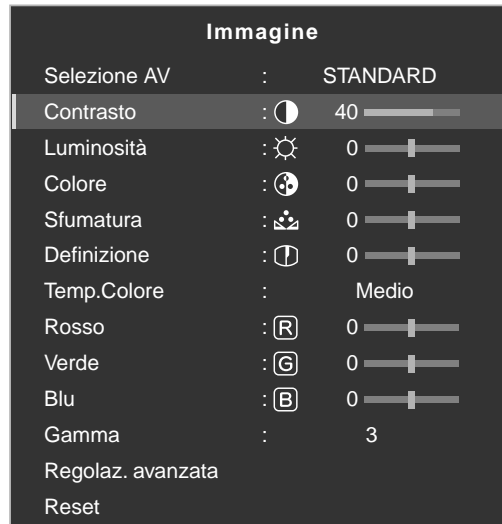 Immagine
Selezione AV : STANDARD
Contrasto : 40
Luminosità : 0
Colore : 0
Sfumatura : 0
Definizione : 0
Temp.Colore : Medio
Rosso : R 0
Verde : G 0
Blu : B 0
Gamma : 3
Regolaz. avanzata
Reset